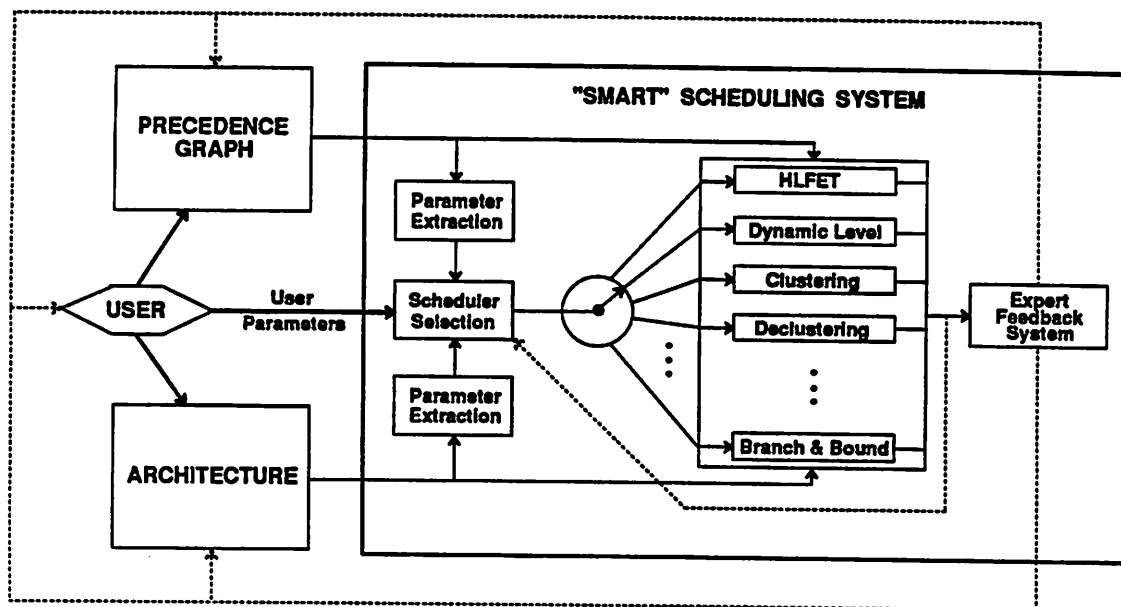 "SMART" SCHEDULING SYSTEM
PRECEDENCE
GRAPH
HLFET
Parameter
Extraction
Dynamic Level
Clustering
USER
User
Parameters
Scheduler
Selection
Declustering
Expert
Feedback
System
Parameter
Extraction
ARCHITECTURE
Branch & Bound